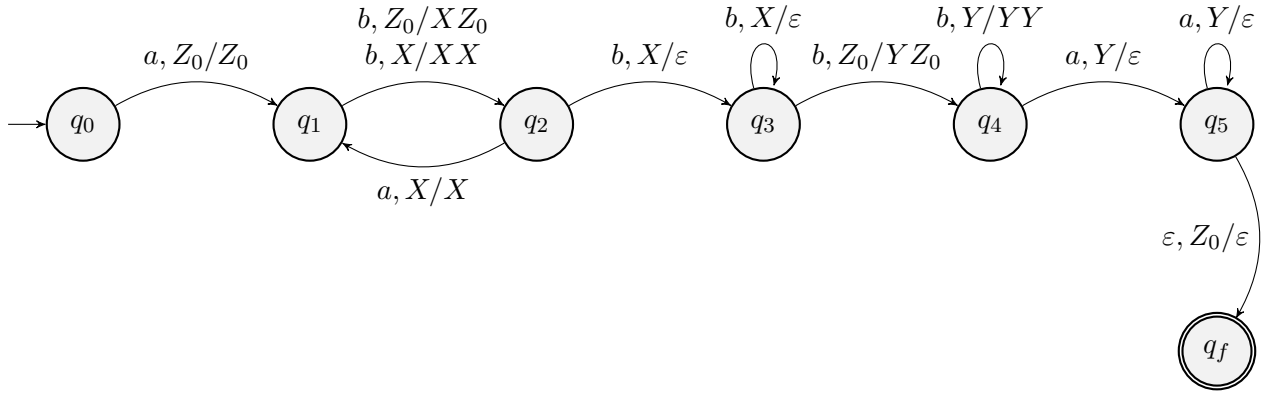 b, Z₀/XZ₀
b, X/ε
b, Y/YY
a, Y/ε
a, Z₀/Z₀
b, X/XX
b, X/ε
b, Z₀/YZ₀
a, Y/ε
q₀
q₁
q₂
q₃
q₄
q₅
a, X/X
ε, Z₀/ε
q_f